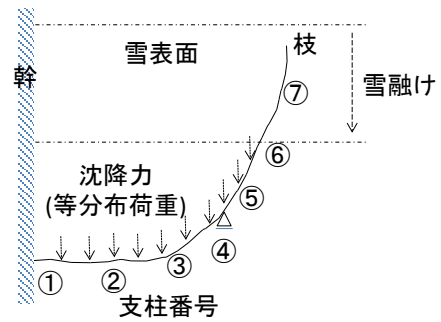 雪表面
枝
幹
⑦
雪融け
⑥
沈降力
(等分布荷重)
⑤
④
③
②
①
支柱番号